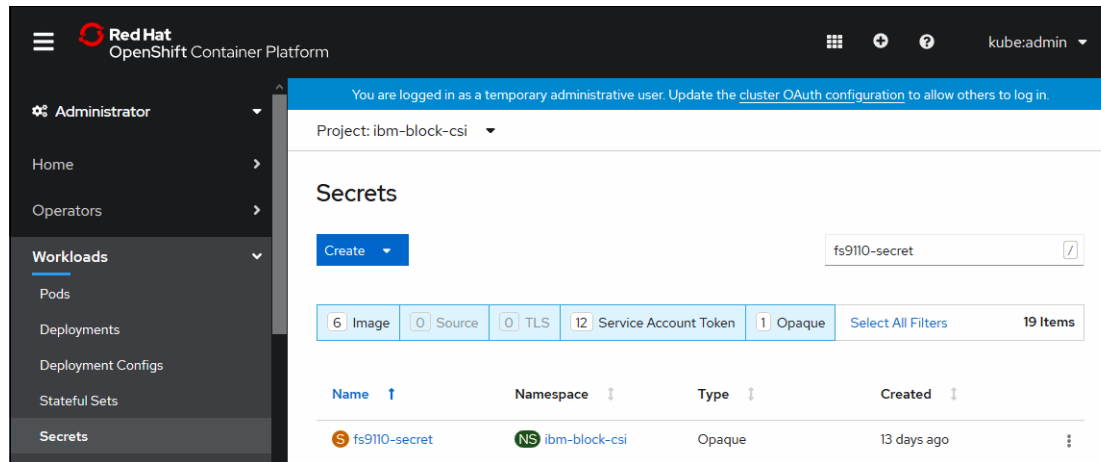 Red Hat
OpenShift Container Platform
kube:admin
Administrator
You are logged in as a temporary administrative user. Update the cluster OAuth configuration to allow others to log in.
Project: ibm-block-csi
Home
Operators
Workloads
Pods
Deployments
Deployment Configs
Stateful Sets
Secrets
Secrets
Create
fs9110-secret
/
6 Image 0 Source 0 TLS 12 Service Account Token 1 Opaque Select All Filters 19 Items
Name Namespace Type Created
S fs9110-secret NS ibm-block-csi Opaque 13 days ago